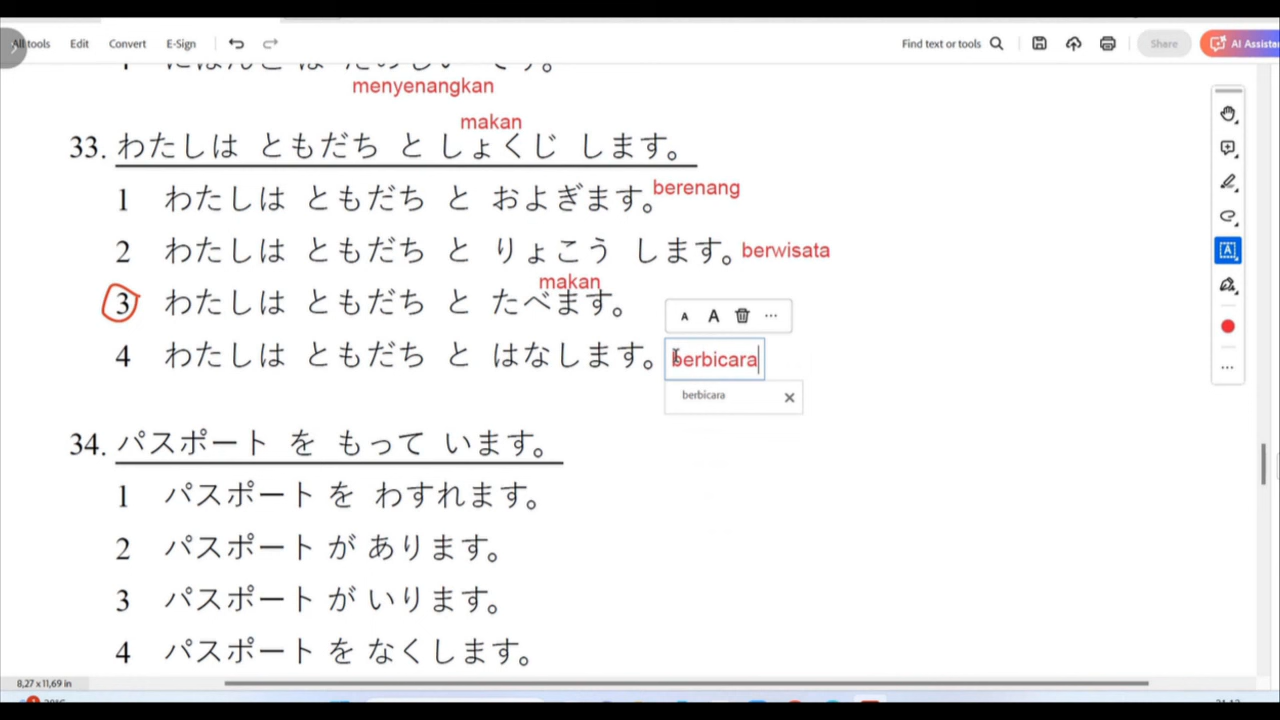 All tools Edit Convert E-Sign Find text or tools Share AI Assista
menyenangkan
makan
33. わたしは ともだち と しょくじ します。
1 わたしは ともだち と およぎます。 berenang
2 わたしは ともだち と りょこう します。 berwisata
makan
3 わたしは ともだち と たべます。
A A
4 わたしは ともだち と はなします。 berbicara
berbicara
34. パスポート を もって います。
1 パスポート を わすれます。
2 パスポート が あります。
3 パスポート が いります。
4 パスポート を なくします。
8,27 x 11,69 in